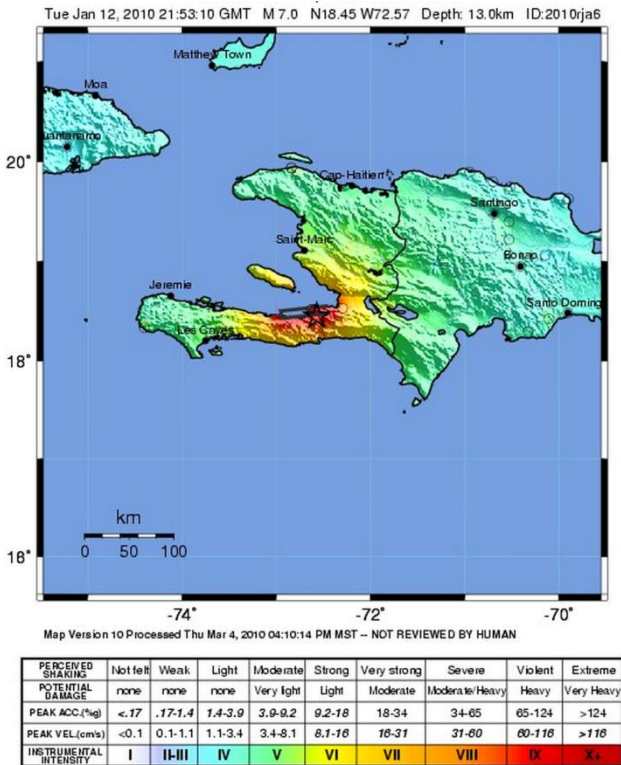 Tue Jan 12, 2010 21:53:10 GMT M 7.0 N18.45 W72.57 Depth: 13.0km ID:2010rja6
Matthew Town
Moa
uantanamo
20°
Cap-Haitien
Santiago
Saint-Marc
Bonao
Jeremie
Santo Doming
Les Cayes
18°
km
0 50 100
16°
-74° -72° -70°
Map Version 10 Processed Thu Mar 4, 2010 04:10:14 PM MST -- NOT REVIEWED BY HUMAN
PERCEIVED SHAKING Not felt Weak Light Moderate Strong Very strong Severe Violent Extreme
POTENTIAL DAMAGE none none none Very light Light Moderate Moderate/Heavy Heavy Very Heavy
PEAK ACC.(%g) <.17 .17-1.4 1.4-3.9 3.9-9.2 9.2-18 18-34 34-65 65-124 >124
PEAK VEL.(cm/s) <0.1 0.1-1.1 1.1-3.4 3.4-8.1 8.1-16 16-31 31-60 60-116 >116
INSTRUMENTAL INTENSITY I II-III IV V VI VII VIII IX X+